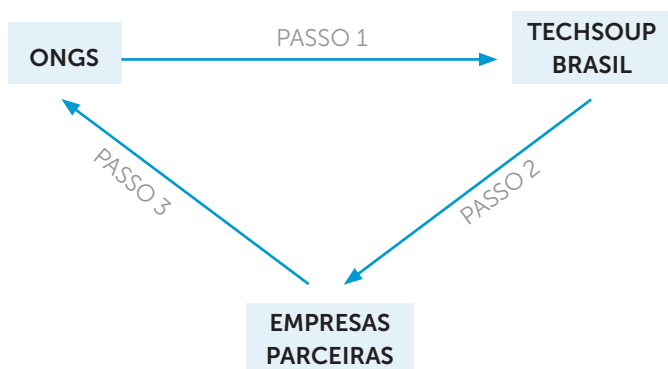 PASSO 1
ONGS
TECHSOUP
BRASIL
PASSO 3
PASSO 2
EMPRESAS
PARCEIRAS